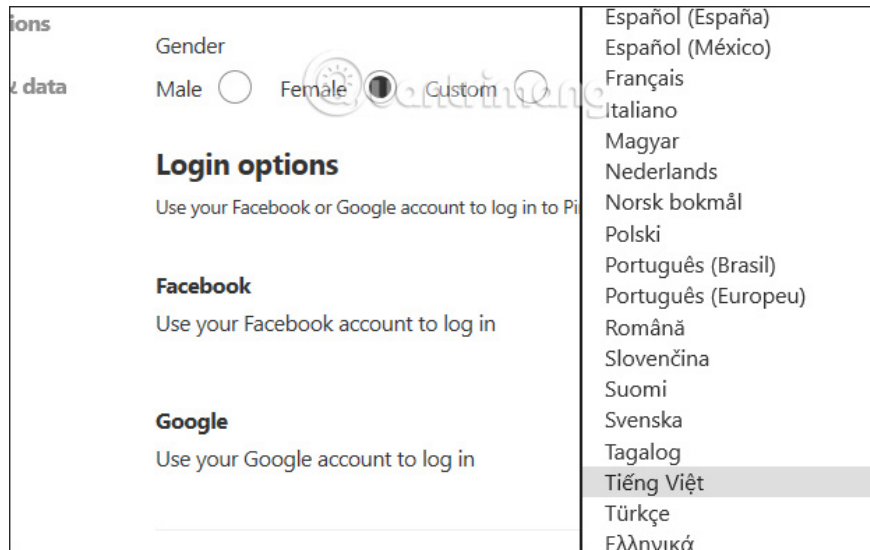 ions
& data
Gender
Male Female Custom
uantrimang
Login options
Use your Facebook or Google account to log in to Pi
Facebook
Use your Facebook account to log in
Google
Use your Google account to log in
Español (España)
Español (México)
Français
Italiano
Magyar
Nederlands
Norsk bokmål
Polski
Português (Brasil)
Português (Europeu)
Română
Slovenčina
Suomi
Svenska
Tagalog
Tiếng Việt
Türkçe
Ελληνικά